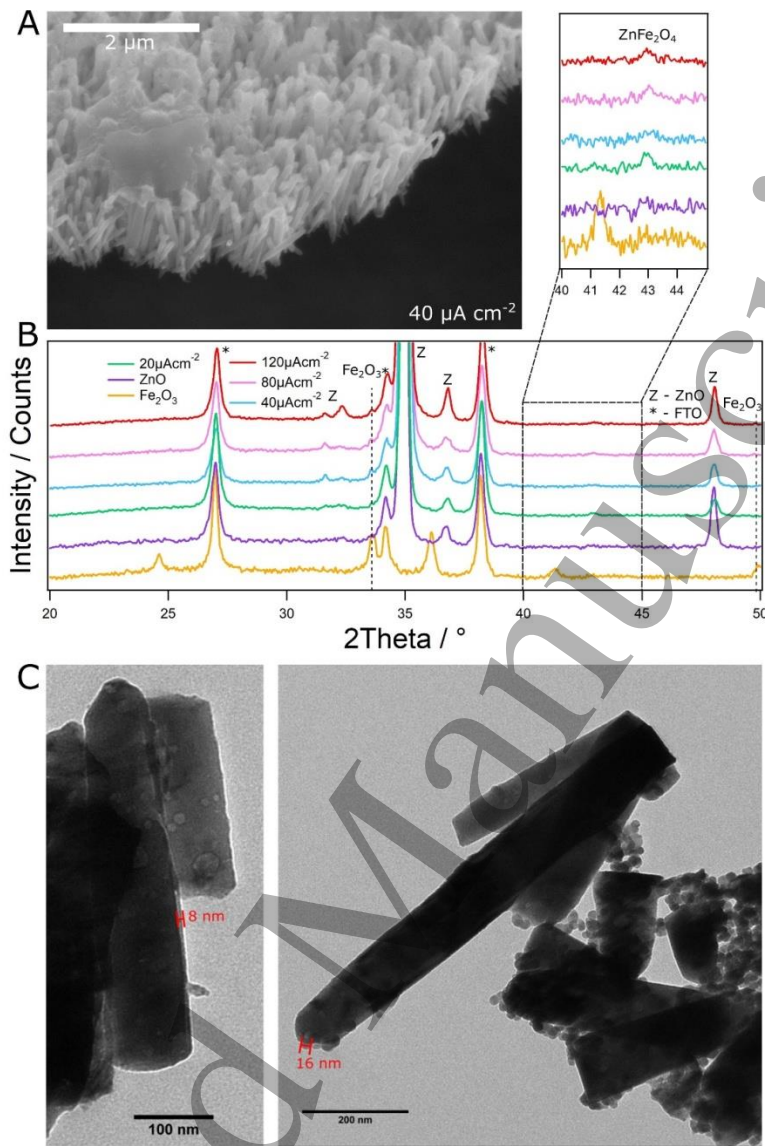 A
2 μm
40 μA cm-2
ZnFe2O4
40 41 42 43 44
B
20μAcm-2
ZnO
Fe2O3
120μAcm-2
80μAcm-2
40μAcm-2
*
Z
Fe2O3
*
Z
Z
*
Z - ZnO
* - FTO
Z
Fe2O3
Intensity / Counts
20 25 30 35 40 45 50
2Theta / °
C
8 nm
100 nm
16 nm
200 nm
d Manuscri